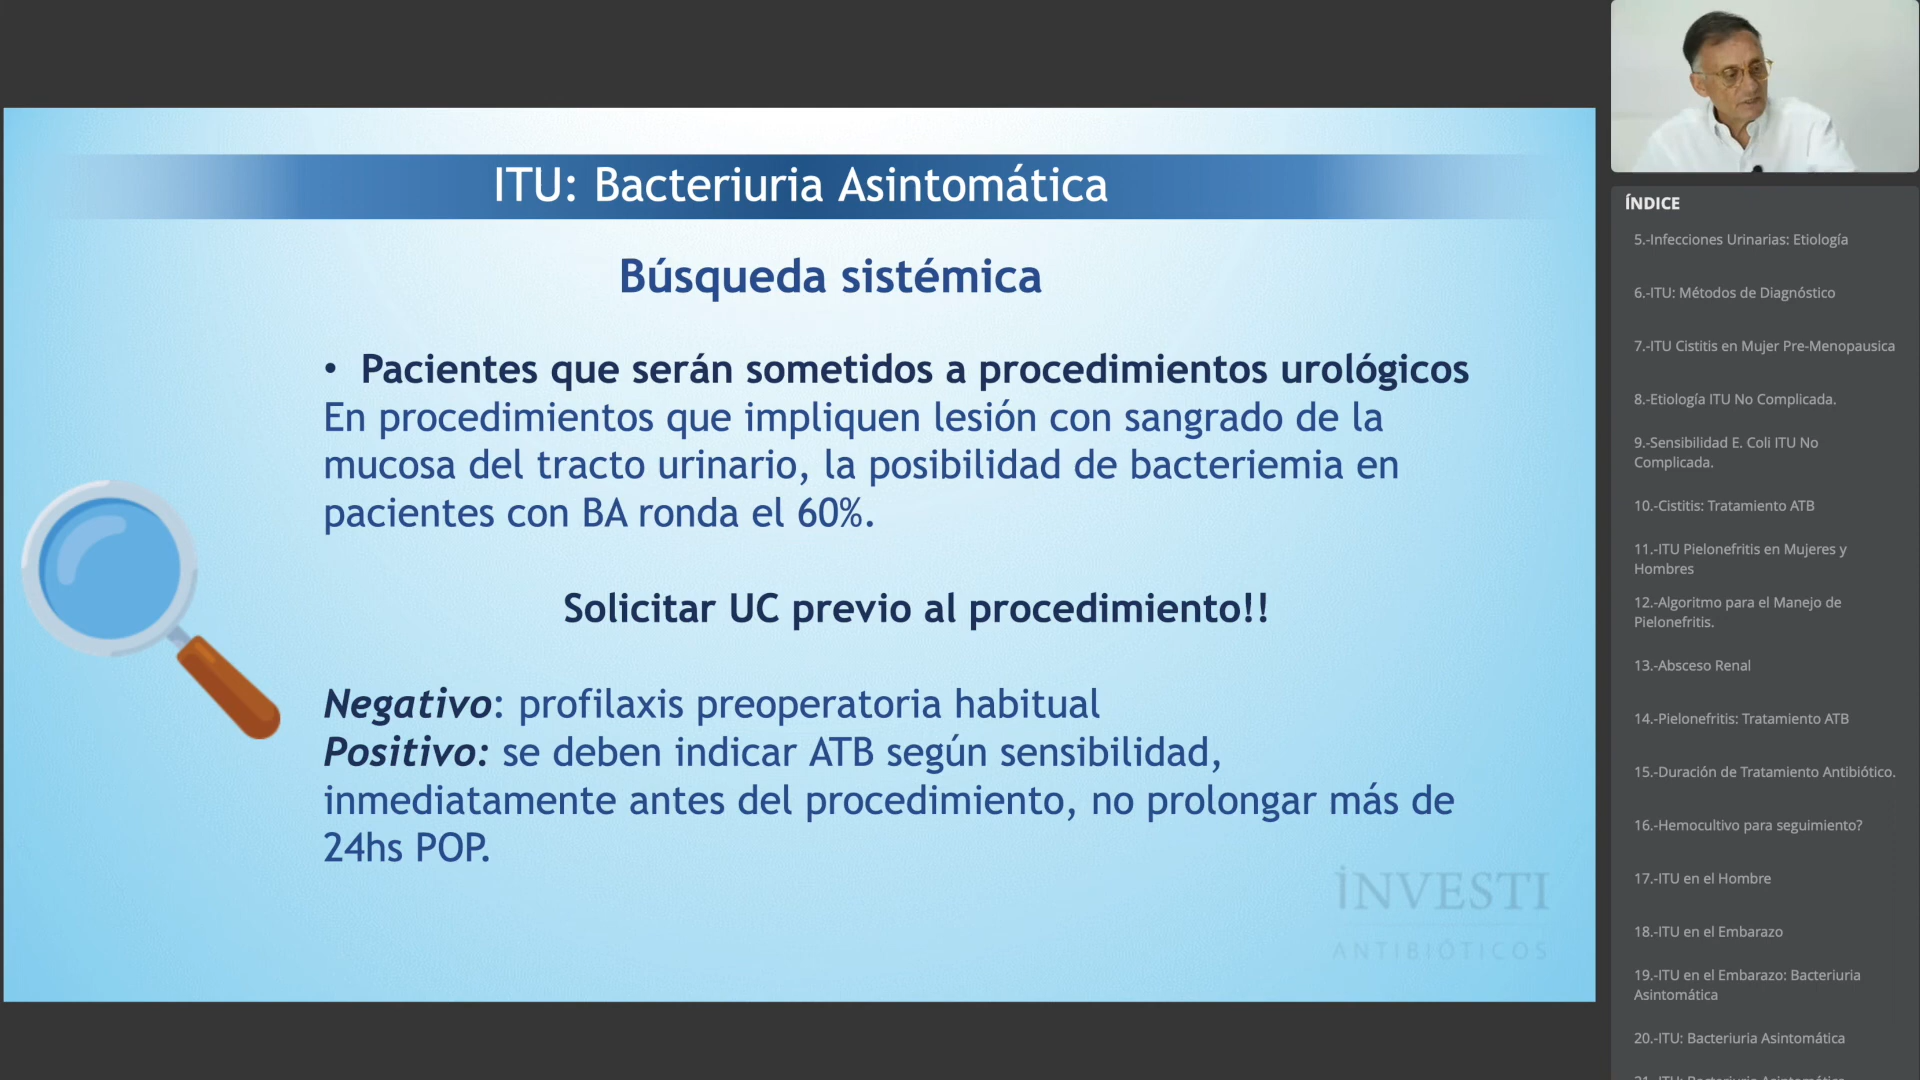 ITU: Bacteriuria Asintomática
Búsqueda sistémica
• Pacientes que serán sometidos a procedimientos urológicos
En procedimientos que impliquen lesión con sangrado de la
mucosa del tracto urinario, la posibilidad de bacteriemia en
pacientes con BA ronda el 60%.
Solicitar UC previo al procedimiento!!
Negativo: profilaxis preoperatoria habitual
Positivo: se deben indicar ATB según sensibilidad,
inmediatamente antes del procedimiento, no prolongar más de
24hs POP.
INVESTI
ANTIBIÓTICOS
ÍNDICE
5.-Infecciones Urinarias: Etiología
6.-ITU: Métodos de Diagnóstico
7.-ITU Cistitis en Mujer Pre-Menopausica
8.-Etiología ITU No Complicada.
9.-Sensibilidad E. Coli ITU No
Complicada.
10.-Cistitis: Tratamiento ATB
11.-ITU Pielonefritis en Mujeres y
Hombres
12.-Algoritmo para el Manejo de
Pielonefritis.
13.-Absceso Renal
14.-Pielonefritis: Tratamiento ATB
15.-Duración de Tratamiento Antibiótico.
16.-Hemocultivo para seguimiento?
17.-ITU en el Hombre
18.-ITU en el Embarazo
19.-ITU en el Embarazo: Bacteriuria
Asintomática
20.-ITU: Bacteriuria Asintomática